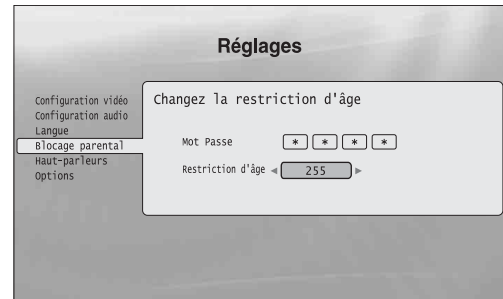 Réglages
Configuration vidéo
Configuration audio
Langue
Blocage parental
Haut-parleurs
Options
Changez la restriction d'âge
Mot Passe * * * *
Restriction d'âge ◀ 255 ▶